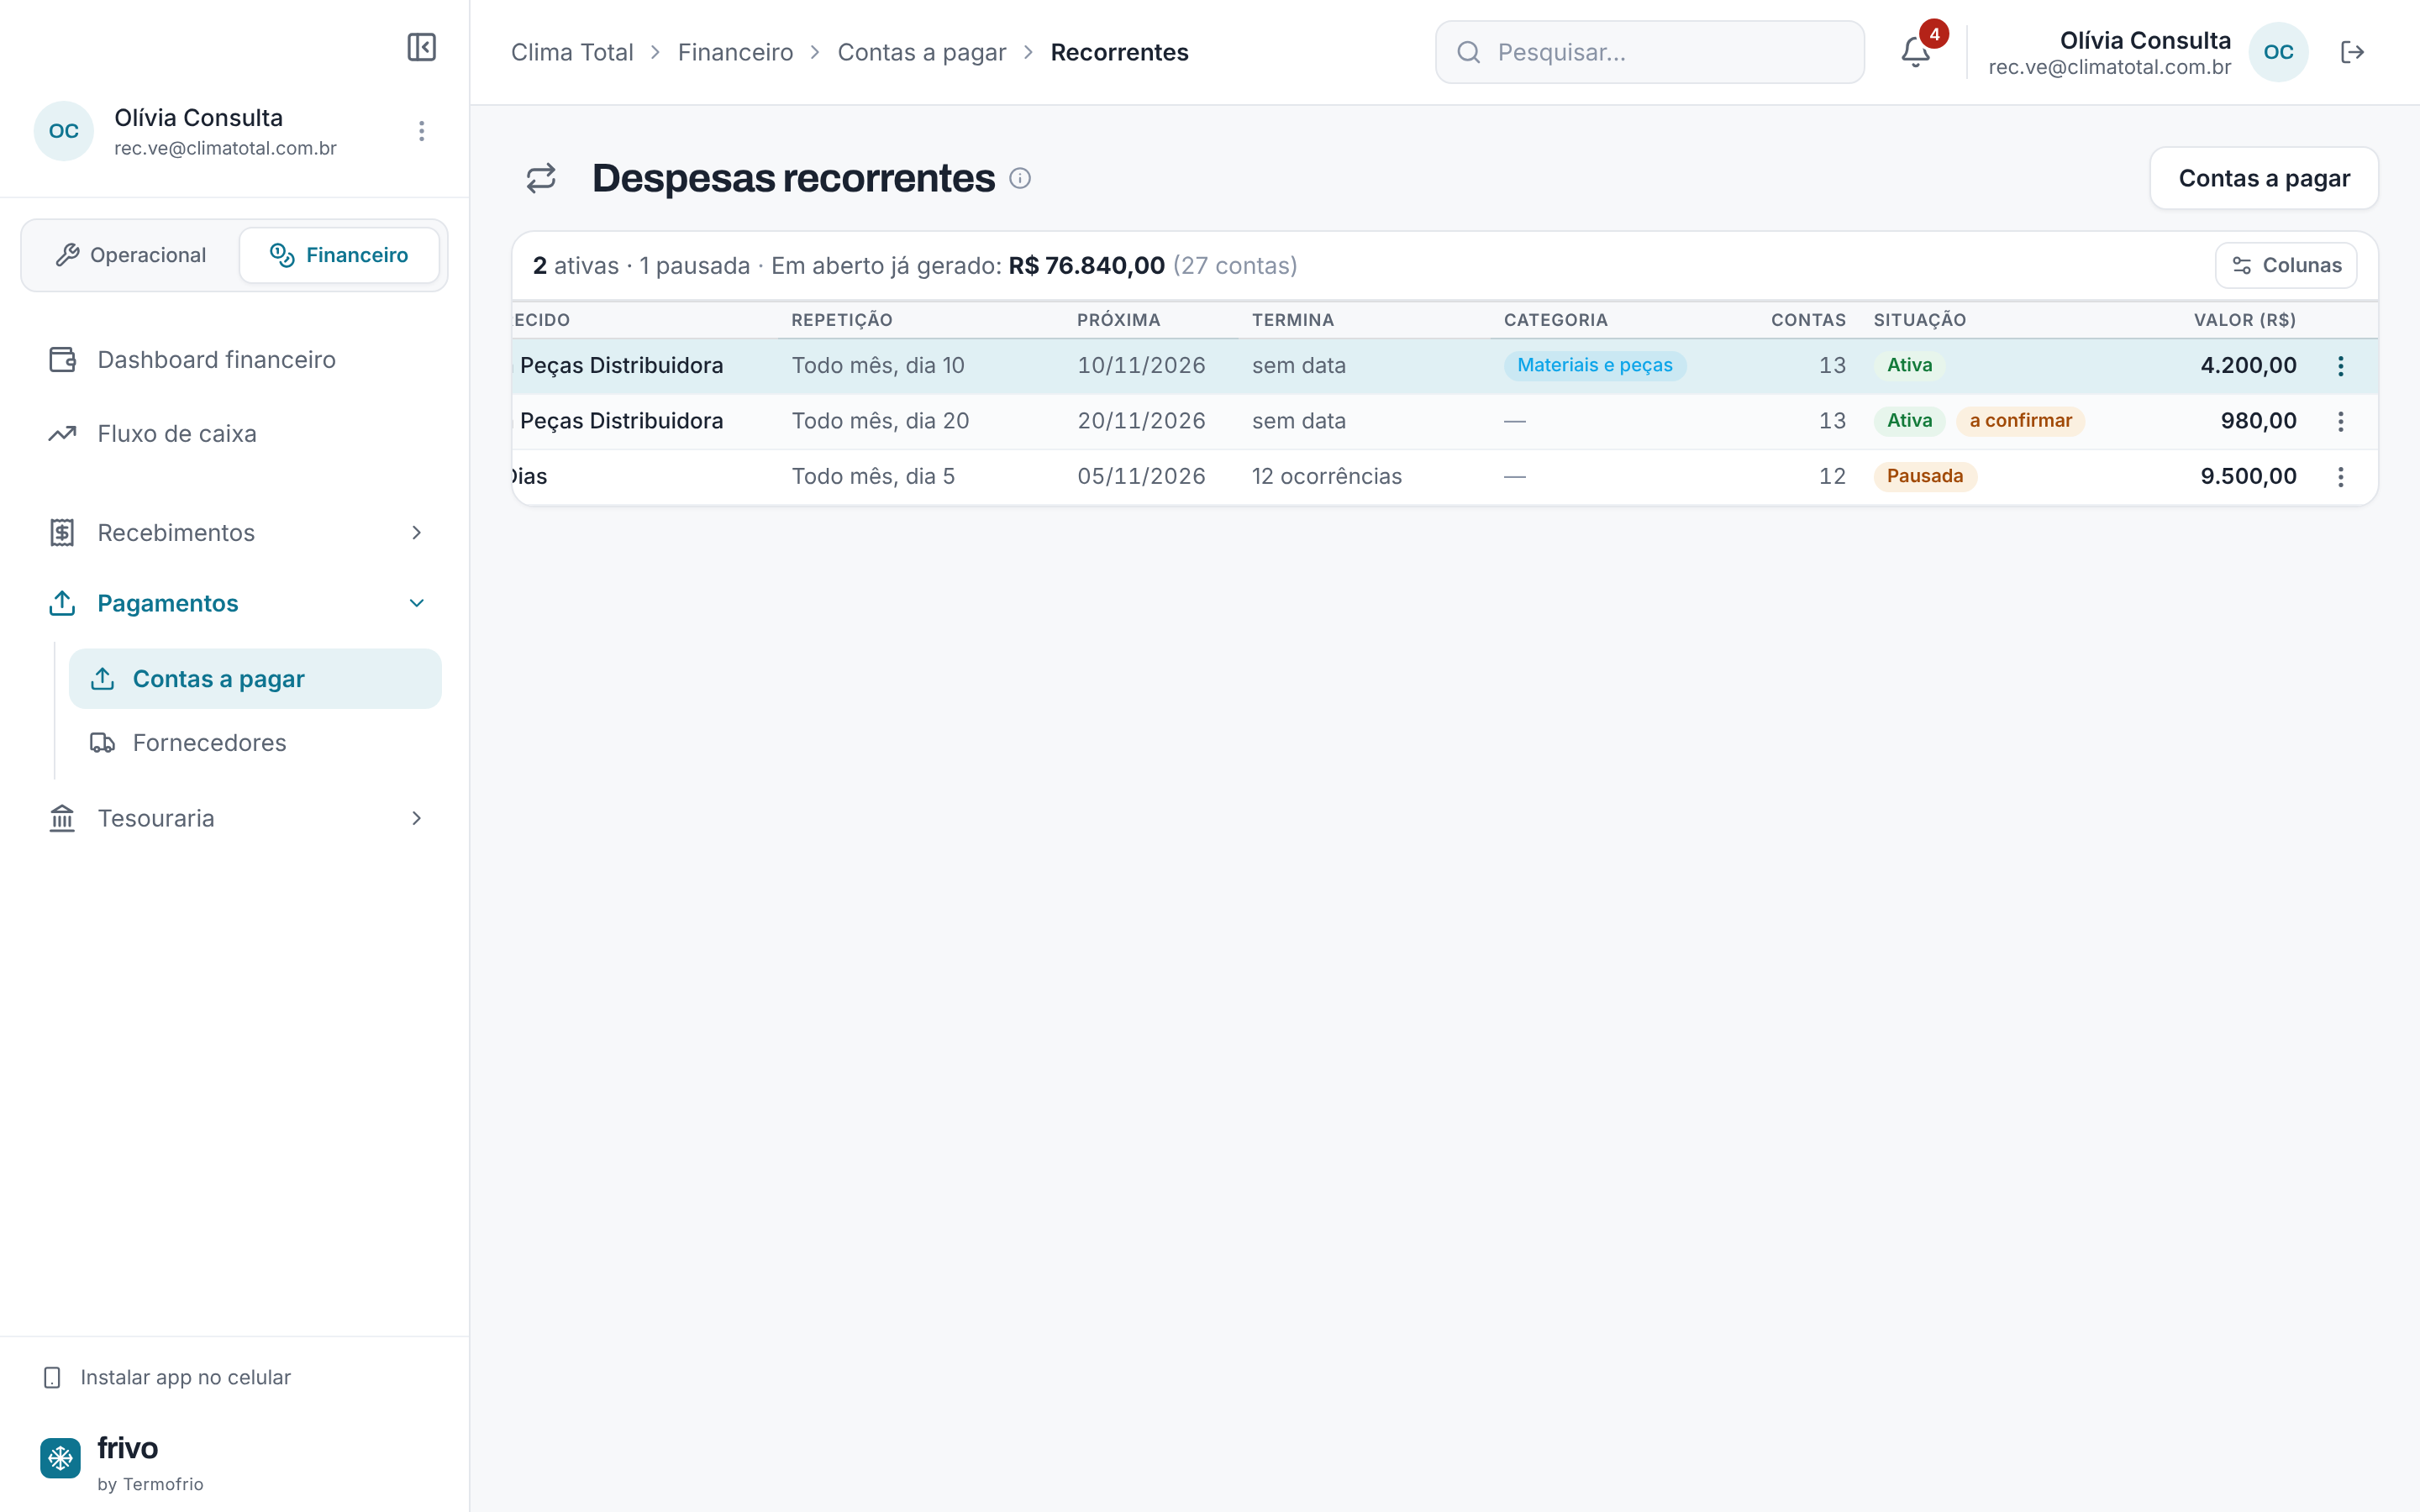 Clima Total > Financeiro > Contas a pagar > Recorrentes
Pesquisar...
4
Olívia Consulta
rec.ve@climatotal.com.br
OC
OC
Olívia Consulta
rec.ve@climatotal.com.br
Operacional
Financeiro
Dashboard financeiro
Fluxo de caixa
Recebimentos
Pagamentos
Contas a pagar
Fornecedores
Tesouraria
Instalar app no celular
frivo
by Termofrio
Despesas recorrentes
Contas a pagar
2 ativas · 1 pausada · Em aberto já gerado: R$ 76.840,00 (27 contas)
Colunas
ECIDO REPETIÇÃO PRÓXIMA TERMINA CATEGORIA CONTAS SITUAÇÃO VALOR (R$)
Peças Distribuidora Todo mês, dia 10 10/11/2026 sem data Materiais e peças 13 Ativa 4.200,00
Peças Distribuidora Todo mês, dia 20 20/11/2026 sem data — 13 Ativa a confirmar 980,00
Dias Todo mês, dia 5 05/11/2026 12 ocorrências — 12 Pausada 9.500,00